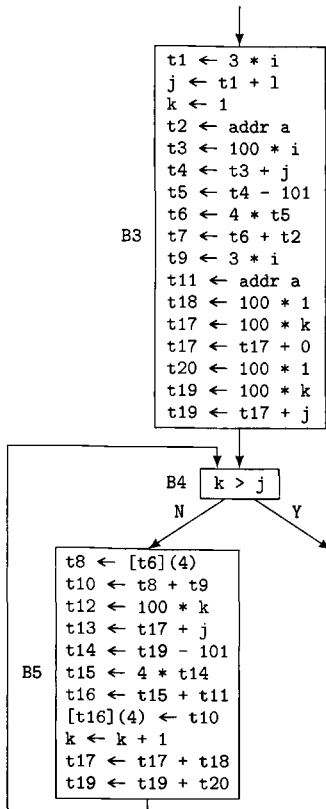 t1 ← 3 * i
j ← t1 + l
k ← 1
t2 ← addr a
t3 ← 100 * i
t4 ← t3 + j
t5 ← t4 - 101
t6 ← 4 * t5
B3
t7 ← t6 + t2
t9 ← 3 * i
t11 ← addr a
t18 ← 100 * 1
t17 ← 100 * k
t17 ← t17 + 0
t20 ← 100 * 1
t19 ← 100 * k
t19 ← t17 + j
B4 k > j
N Y
t8 ← [t6](4)
t10 ← t8 + t9
t12 ← 100 * k
t13 ← t17 + j
t14 ← t19 - 101
B5
t15 ← 4 * t14
t16 ← t15 + t11
[t16](4) ← t10
k ← k + 1
t17 ← t17 + t18
t19 ← t19 + t20